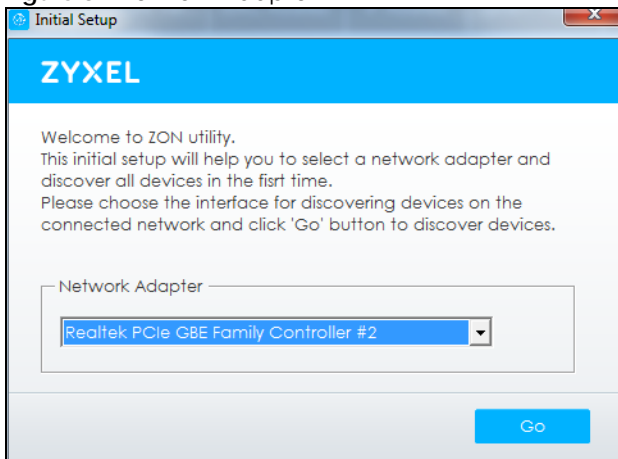 Initial Setup
ZYXEL
Welcome to ZON utility.
This initial setup will help you to select a network adapter and
discover all devices in the fisrt time.
Please choose the interface for discovering devices on the
connected network and click 'Go' button to discover devices.
Network Adapter
Realtek PCIe GBE Family Controller #2
Go